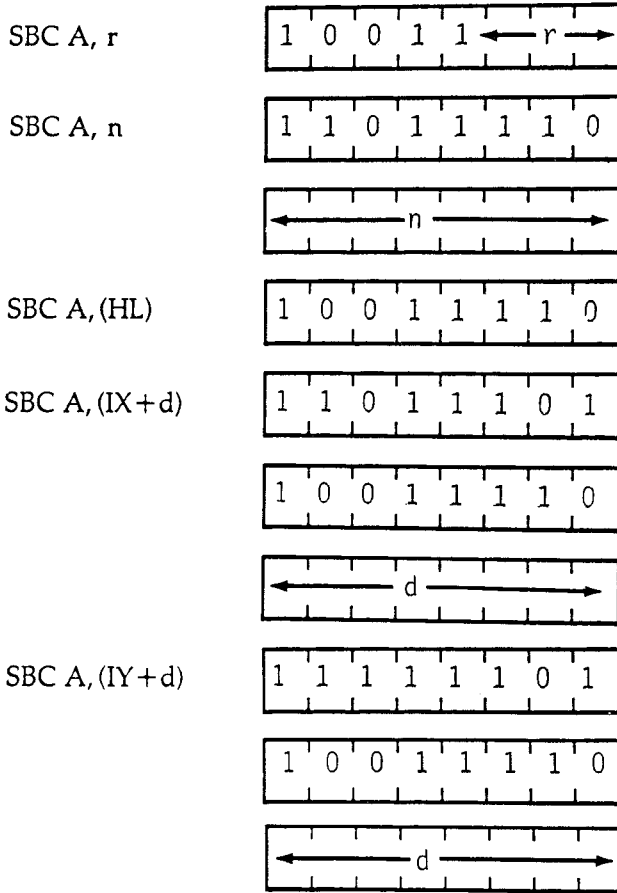 SBC A, r 1 0 0 1 1 r
SBC A, n 1 1 0 1 1 1 1 0
n
SBC A, (HL) 1 0 0 1 1 1 1 0
SBC A, (IX+d) 1 1 0 1 1 1 0 1
1 0 0 1 1 1 1 0
d
SBC A, (IY+d) 1 1 1 1 1 1 0 1
1 0 0 1 1 1 1 0
d